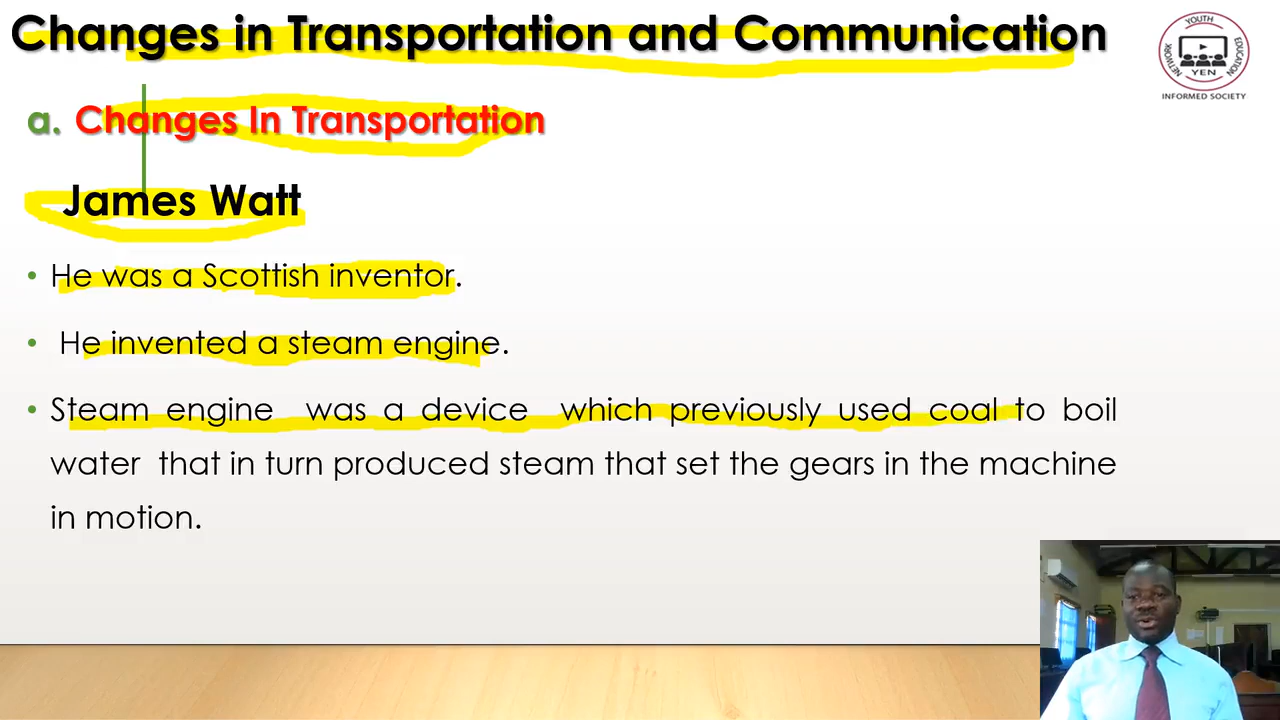 Changes in Transportation and Communication
YOUTH
EDUCATION
NETWORK
YEN
INFORMED SOCIETY
a. Changes In Transportation
James Watt
• He was a Scottish inventor.
• He invented a steam engine.
• Steam engine was a device which previously used coal to boil
water that in turn produced steam that set the gears in the machine
in motion.